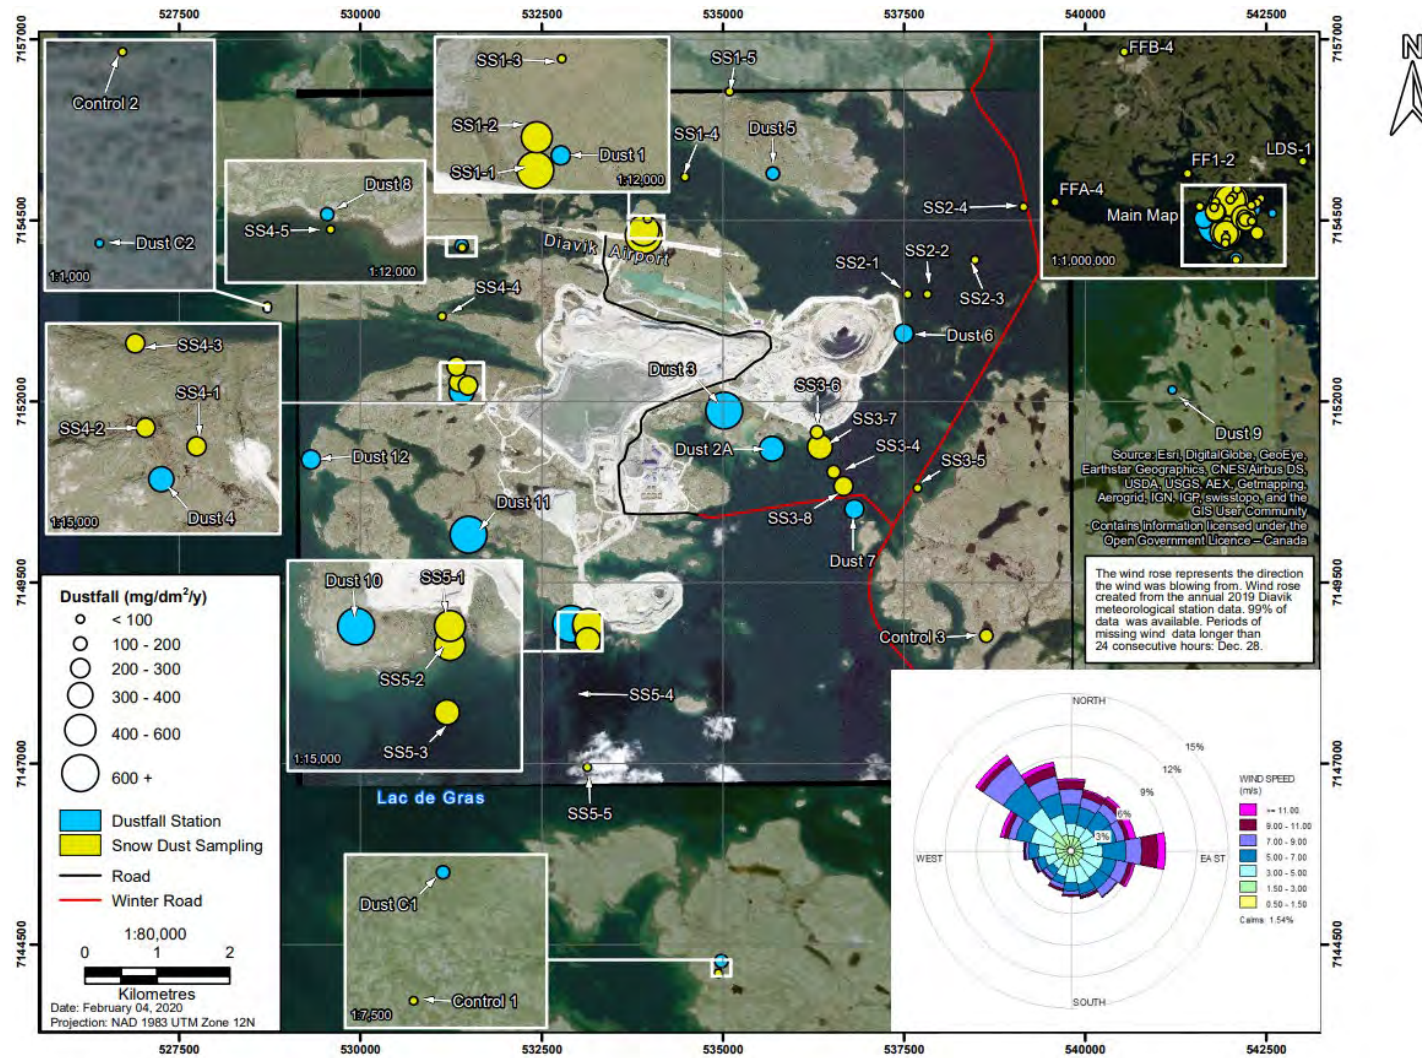 527500 530000 532500 535000 537500 540000 542500
7157000
7157000
N
Control 2
Dust C2
1:1,000
SS1-3
SS1-2
Dust 1
SS1-1
1:12,000
SS1-5
SS1-4
Dust 5
FFB-4
LDS-1
FF1-2
FFA-4
Main Map
1:1,000,000
Dust 8
SS4-5
1:12,000
7154500
7154500
Diavik Airport
SS2-4
SS2-2
SS2-1
SS2-3
SS4-4
Dust 6
SS4-3
SS4-1
SS4-2
Dust 4
1:15,000
Dust 3
SS3-6
7152000
7152000
SS3-7
Dust 2A
SS3-4
Dust 9
Dust 12
SS3-5
Dust 11
SS3-8
Dust 7
Source: Esri, DigitalGlobe, GeoEye,
Earthstar Geographics, CNES/Airbus DS,
USDA, USGS, AEX, Getmapping,
Aerogrid, IGN, IGP, swisstopo, and the
GIS User Community
Contains information licensed under the
Open Government Licence – Canada
7149500
7149500
Dust 10
SS5-1
SS5-2
SS5-3
1:15,000
The wind rose represents the direction
the wind was blowing from. Wind rose
created from the annual 2019 Diavik
meteorological station data. 99% of
data was available. Periods of
missing wind data longer than
24 consecutive hours: Dec. 28.
Control 3
SS5-4
SS5-5
7147000
7147000
Lac de Gras
Dustfall (mg/dm²/y)
< 100
100 - 200
200 - 300
300 - 400
400 - 600
600 +
Dustfall Station
Snow Dust Sampling
Road
Winter Road
1:80,000
0 1 2
Kilometres
Date: February 04, 2020
Projection: NAD 1983 UTM Zone 12N
Dust C1
Control 1
1:7,500
NORTH
15%
12%
9%
6%
3%
WEST
EAST
SOUTH
WIND SPEED
(m/s)
>= 11.00
9.00 - 11.00
7.00 - 9.00
5.00 - 7.00
3.00 - 5.00
1.50 - 3.00
0.50 - 1.50
Calms: 1.54%
7144500
7144500
527500 530000 532500 535000 537500 540000 542500